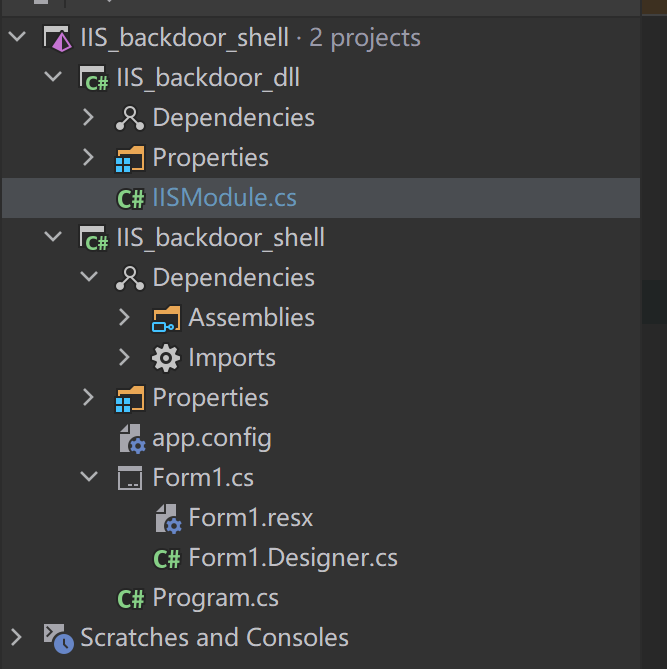 IIS_backdoor_shell · 2 projects
IIS_backdoor_dll
Dependencies
Properties
C# IISModule.cs
IIS_backdoor_shell
Dependencies
Assemblies
Imports
Properties
app.config
Form1.cs
Form1.resx
C# Form1.Designer.cs
C# Program.cs
Scratches and Consoles